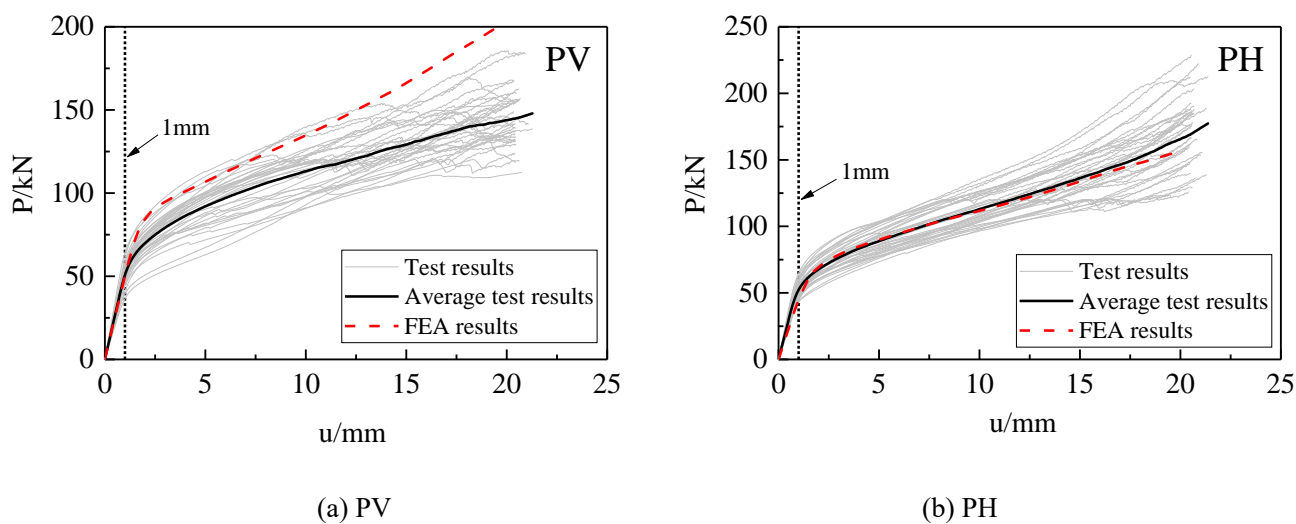 200
150
100
50
0
P/kN
PV
1mm
Test results
Average test results
FEA results
0 5 10 15 20 25
u/mm
(a) PV
250
200
150
100
50
0
P/kN
PH
1mm
Test results
Average test results
FEA results
0 5 10 15 20 25
u/mm
(b) PH